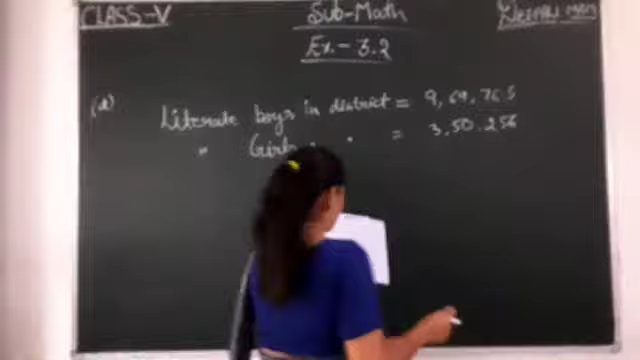 CLASS-V
Sub-Math
Ex.-3.2
Literate boys in district = 9,69,765
" Girls " " = 3,50,256